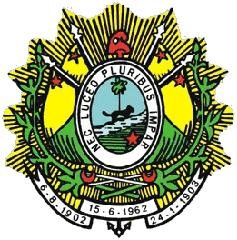 NEC LUCEO PLURIBUS IMPAR
6-8-1902
15-6-1962
24-1-1903